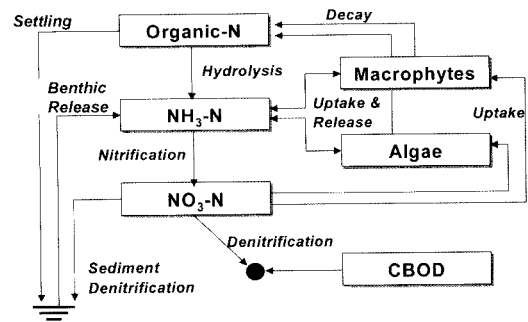 Settling
Organic-N
Decay
Hydrolysis
Macrophytes
Benthic
Release
NH₃-N
Uptake &
Release
Uptake
Nitrification
Algae
NO₃-N
Denitrification
Sediment
Denitrification
CBOD